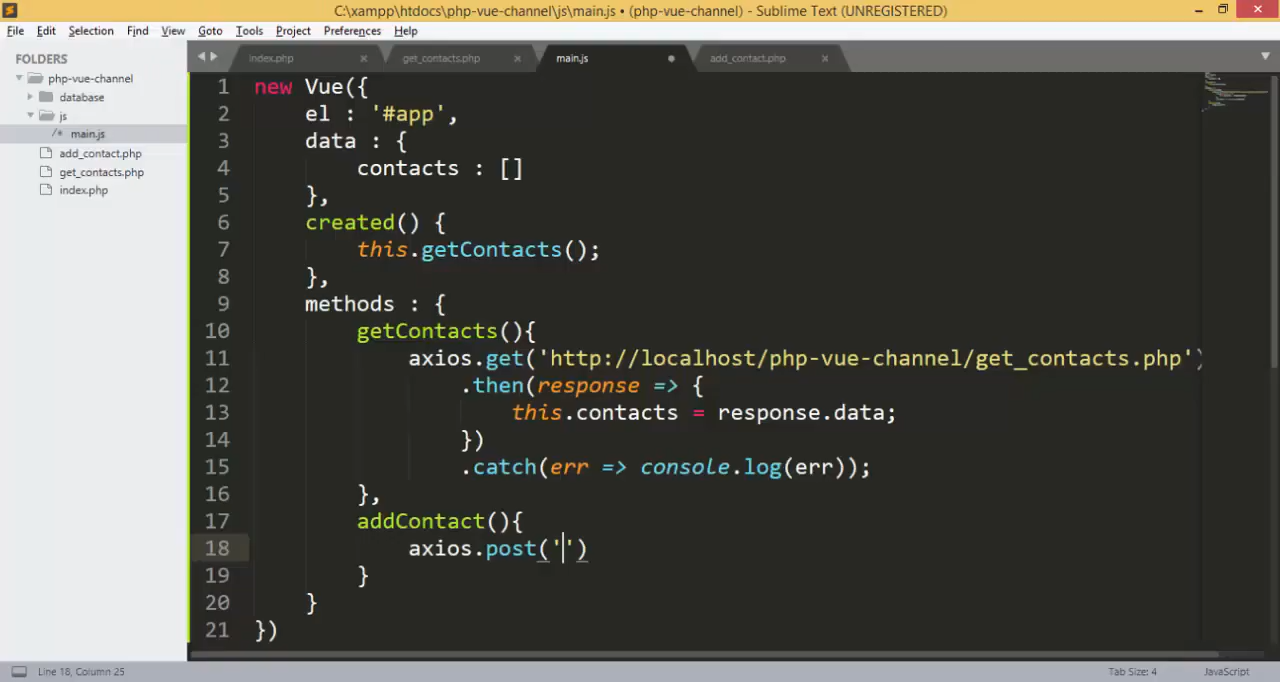 C:\xampp\htdocs\php-vue-channel\js\main.js • (php-vue-channel) - Sublime Text (UNREGISTERED)
File Edit Selection Find View Goto Tools Project Preferences Help
FOLDERS
php-vue-channel
database
js
/* main.js
add_contact.php
get_contacts.php
index.php
index.php × get_contacts.php × main.js • add_contact.php ×
1 new Vue({
2 el : '#app',
3 data : {
4 contacts : []
5 },
6 created() {
7 this.getContacts();
8 },
9 methods : {
10 getContacts(){
11 axios.get('http://localhost/php-vue-channel/get_contacts.php')
12 .then(response => {
13 this.contacts = response.data;
14 })
15 .catch(err => console.log(err));
16 },
17 addContact(){
18 axios.post('')
19 }
20 }
21 })
Line 18, Column 25
Tab Size: 4
JavaScript